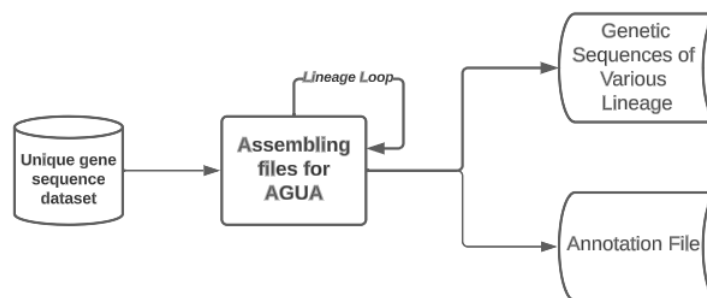 Genetic
Sequences of
Various
Lineage
Lineage Loop
Assembling
files for
AGUA
Unique gene
sequence
dataset
Annotation File